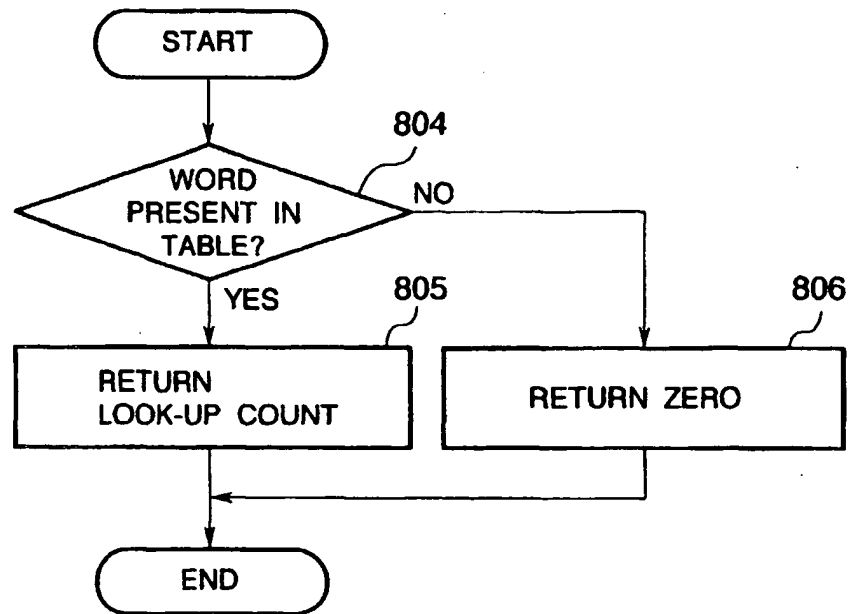 START
804
WORD
PRESENT IN
TABLE?
NO
YES
805
806
RETURN
LOOK-UP COUNT
RETURN ZERO
END